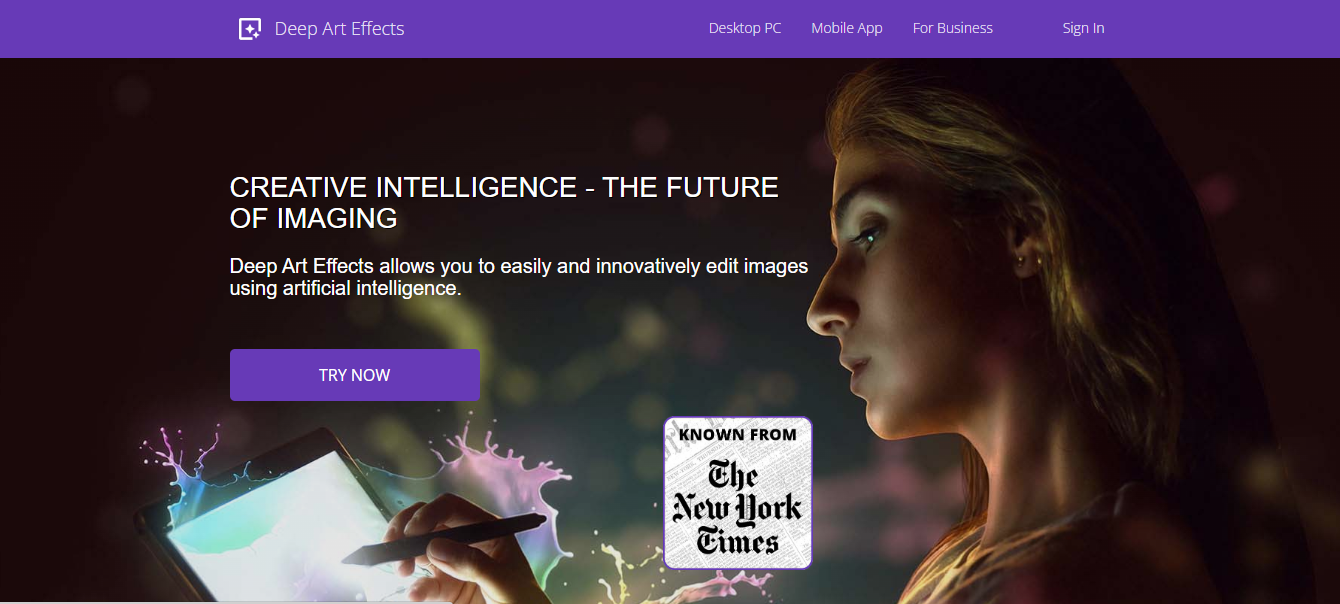 Deep Art Effects
Desktop PC
Mobile App
For Business
Sign In
CREATIVE INTELLIGENCE - THE FUTURE
OF IMAGING
Deep Art Effects allows you to easily and innovatively edit images
using artificial intelligence.
TRY NOW
KNOWN FROM
The
New York
Times